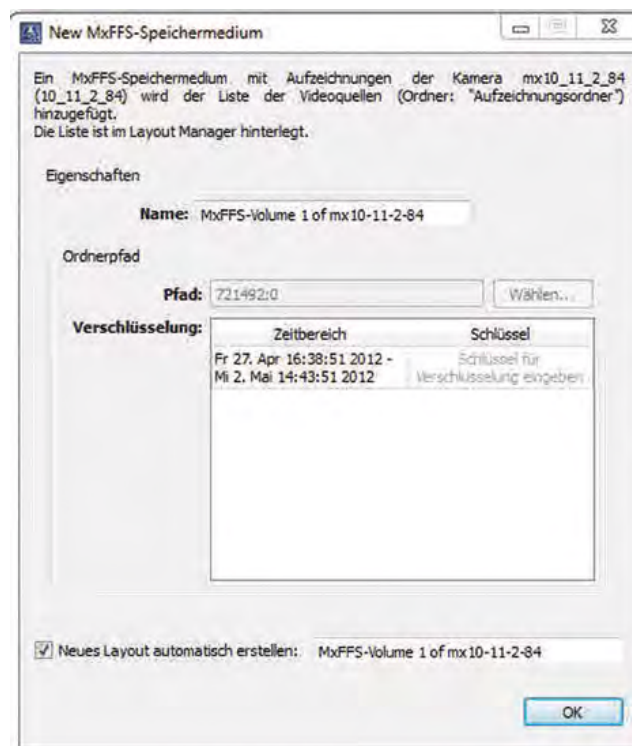 New MxFFS-Speichermedium
Ein MxFFS-Speichermedium mit Aufzeichnungen der Kamera mx10_11_2_84
(10_11_2_84) wird der Liste der Videoquellen (Ordner: "Aufzeichnungsordner")
hinzugefügt.
Die Liste ist im Layout Manager hinterlegt.
Eigenschaften
Name: MxFFS-Volume 1 of mx10-11-2-84
Ordnerpfad
Pfad: 721492:0 Wählen...
Verschlüsselung: Zeitbereich Schlüssel
Fr 27. Apr 16:38:51 2012 - Schlüssel für
Mi 2. Mai 14:43:51 2012 Verschlüsselung eingeben
Neues Layout automatisch erstellen: MxFFS-Volume 1 of mx10-11-2-84
OK